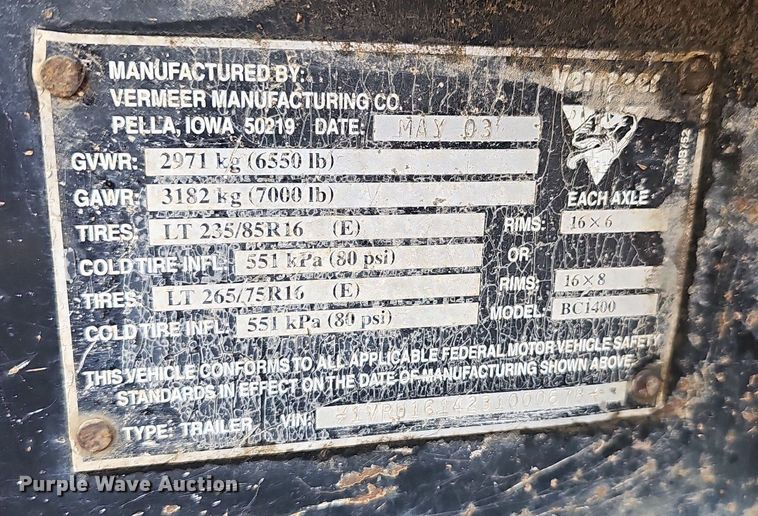 MANUFACTURED BY:
VERMEER MANUFACTURING CO.
PELLA, IOWA 50219 DATE: MAY 03
Vermeer
GVWR: 2971 kg (6550 lb)
GAWR: 3182 kg (7000 lb)
EACH AXLE
TIRES: LT 235/85R16 (E) RIMS: 16×6
COLD TIRE INFL. 551 kPa (80 psi) OR
TIRES: LT 265/75R16 (E) RIMS: 16×8
COLD TIRE INFL. 551 kPa (80 psi) MODEL: BC1400
THIS VEHICLE CONFORMS TO ALL APPLICABLE FEDERAL MOTOR VEHICLE SAFETY
STANDARDS IN EFFECT ON THE DATE OF MANUFACTURING SHOWN ABOVE.
TYPE: TRAILER VIN:
Purple Wave Auction